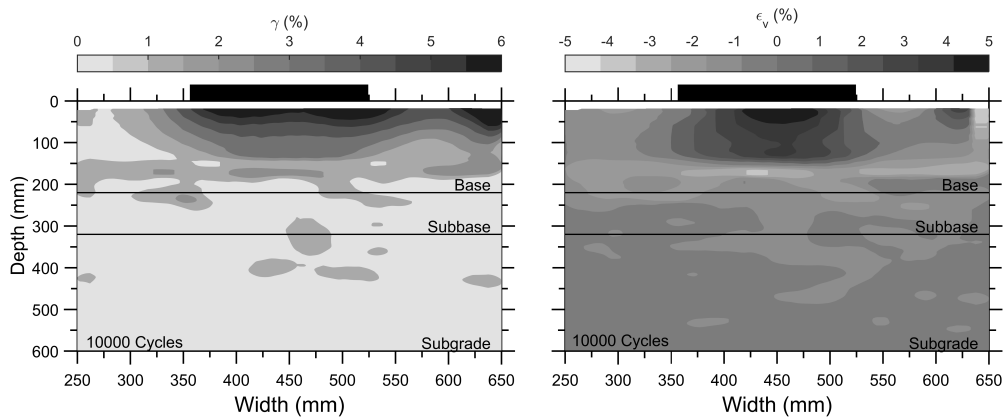 γ (%)
0 1 2 3 4 5 6
0
100
200
300
400
500
600
Depth (mm)
Base
Subbase
10000 Cycles
Subgrade
250 300 350 400 450 500 550 600 650
Width (mm)
ϵv (%)
-5 -4 -3 -2 -1 0 1 2 3 4 5
Base
Subbase
10000 Cycles
Subgrade
250 300 350 400 450 500 550 600 650
Width (mm)